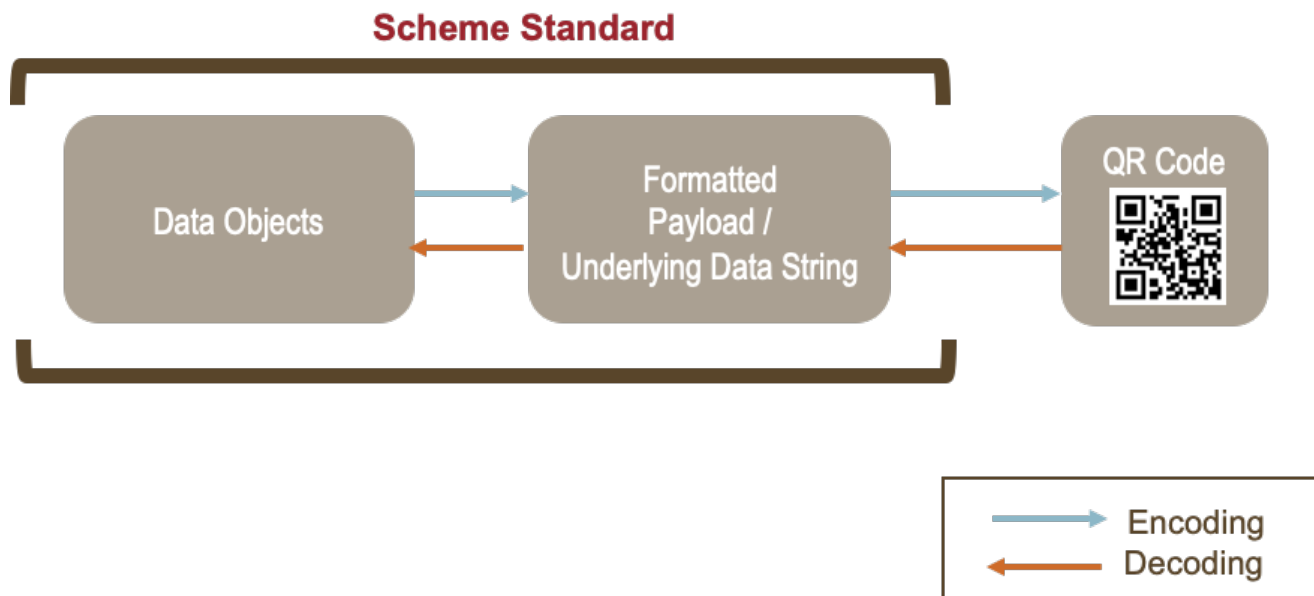 Scheme Standard
Data Objects
Formatted
Payload /
Underlying Data String
QR Code
Encoding
Decoding